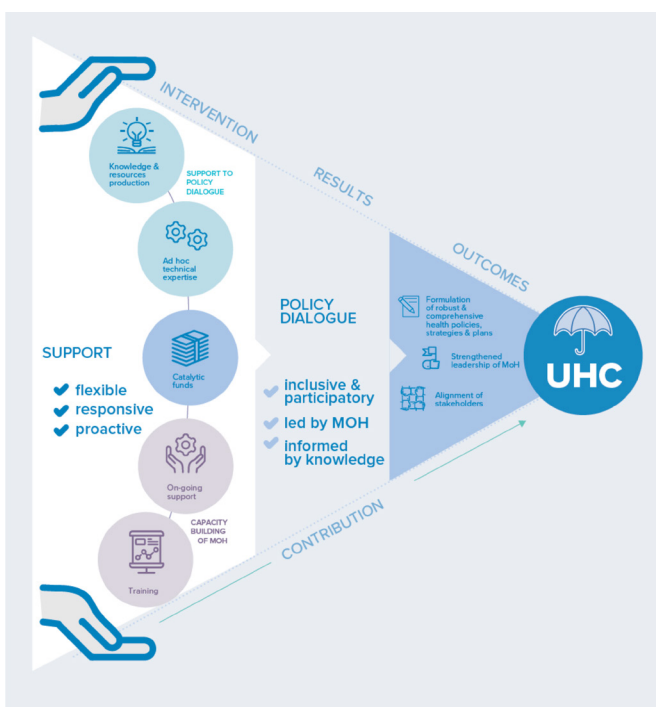 INTERVENTION
RESULTS
OUTCOMES
Knowledge &
resources
production
SUPPORT TO
POLICY
DIALOGUE
Ad hoc
technical
expertise
SUPPORT
flexible
responsive
proactive
Catalytic
funds
On-going
support
CAPACITY
BUILDING
OF MOH
Training
POLICY
DIALOGUE
inclusive &
participatory
led by MOH
informed
by knowledge
Formulation
of robust &
comprehensive
health policies,
strategies & plans
Strengthened
leadership of MoH
Alignment of
stakeholders
UHC
CONTRIBUTION